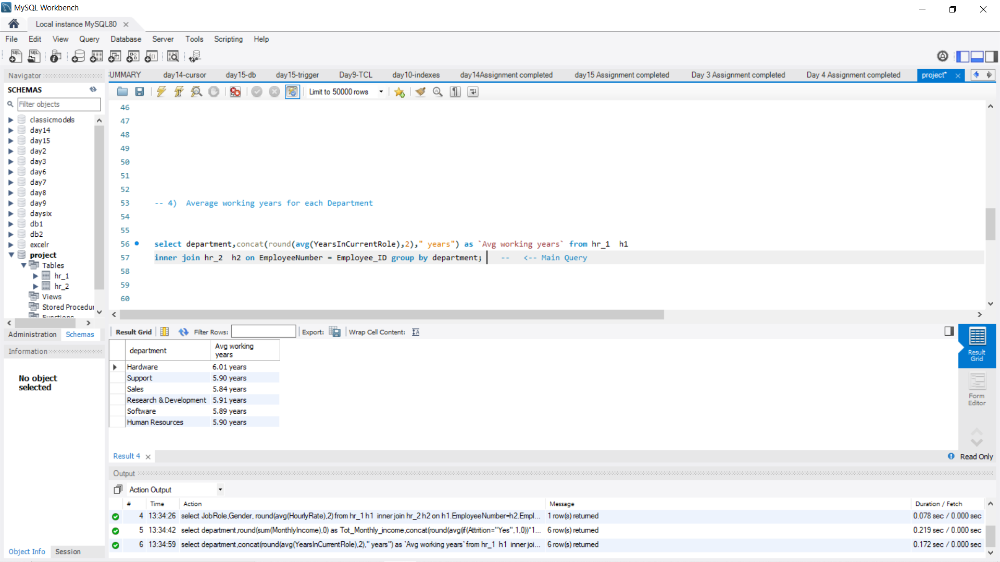 MySQL Workbench
Local instance MySQL80
File Edit View Query Database Server Tools Scripting Help
Navigator
SUMMARY day14-cursor day15-db day15-trigger Day9-TCL day10-indexes day14Assignment completed day15 Assignment completed Day 3 Assignment completed Day 4 Assignment completed project*
SCHEMAS
Limit to 50000 rows
Filter objects
classicmodels
day14
day15
day2
day3
day6
day7
day8
day9
daysix
db1
db2
excelr
project
Tables
hr_1
hr_2
Views
Stored Procedur
Functions
Administration Schemas
Information
No object
selected
46
47
48
49
50
51
52
53 -- 4) Average working years for each Department
54
55
56 select department,concat(round(avg(YearsInCurrentRole),2)," years") as `Avg working years` from hr_1 h1
57 inner join hr_2 h2 on EmployeeNumber = Employee_ID group by department; -- <-- Main Query
58
59
60
Result Grid Filter Rows: Export: Wrap Cell Content:
department Avg working years
Hardware 6.01 years
Support 5.90 years
Sales 5.84 years
Research & Development 5.91 years
Software 5.89 years
Human Resources 5.90 years
Result Grid
Form Editor
Result 4
Read Only
Output
Action Output
# Time Action Message Duration / Fetch
4 13:34:26 select JobRole,Gender, round(avg(HourlyRate),2) from hr_1 h1 inner join hr_2 h2 on h1.EmployeeNumber=h2.Empl... 1 row(s) returned 0.078 sec / 0.000 sec
5 13:34:42 select department,round(sum(MonthlyIncome),0) as Tot_Monthly_income,concat(round(avg(if(Attrition="Yes",1,0))*1... 6 row(s) returned 0.219 sec / 0.000 sec
6 13:34:59 select department,concat(round(avg(YearsInCurrentRole),2)," years") as `Avg working years` from hr_1 h1 inner joi... 6 row(s) returned 0.172 sec / 0.000 sec
Object Info Session